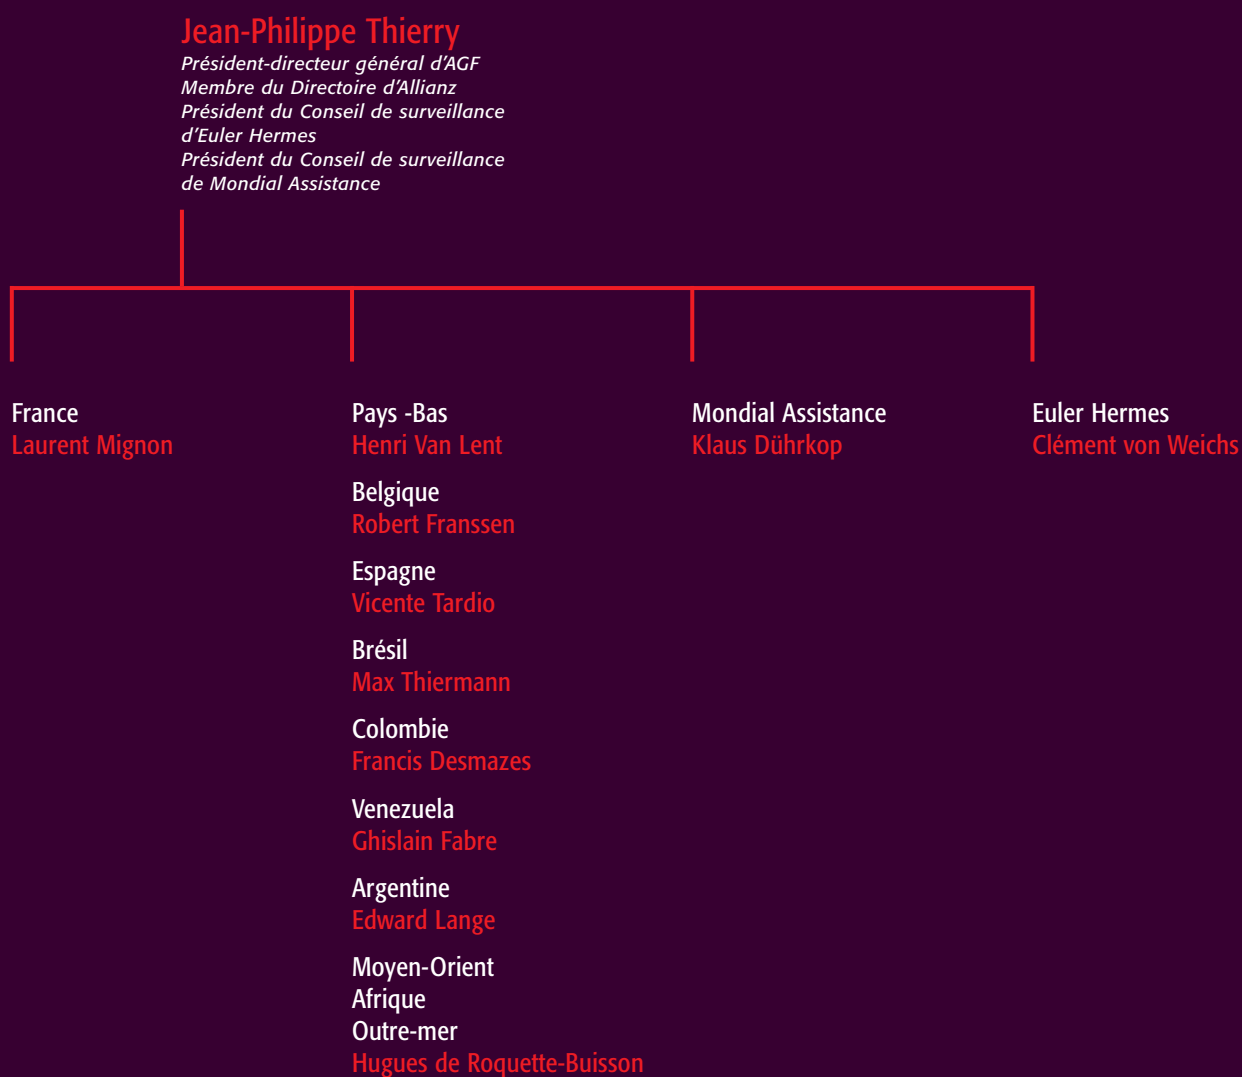 Jean-Philippe Thierry
Président-directeur général d'AGF
Membre du Directoire d'Allianz
Président du Conseil de surveillance
d'Euler Hermes
Président du Conseil de surveillance
de Mondial Assistance
France
Laurent Mignon
Pays -Bas
Henri Van Lent
Belgique
Robert Franssen
Espagne
Vicente Tardio
Brésil
Max Thiermann
Colombie
Francis Desmazes
Venezuela
Ghislain Fabre
Argentine
Edward Lange
Moyen-Orient
Afrique
Outre-mer
Hugues de Roquette-Buisson
Mondial Assistance
Klaus Dührkop
Euler Hermes
Clément von Weichs